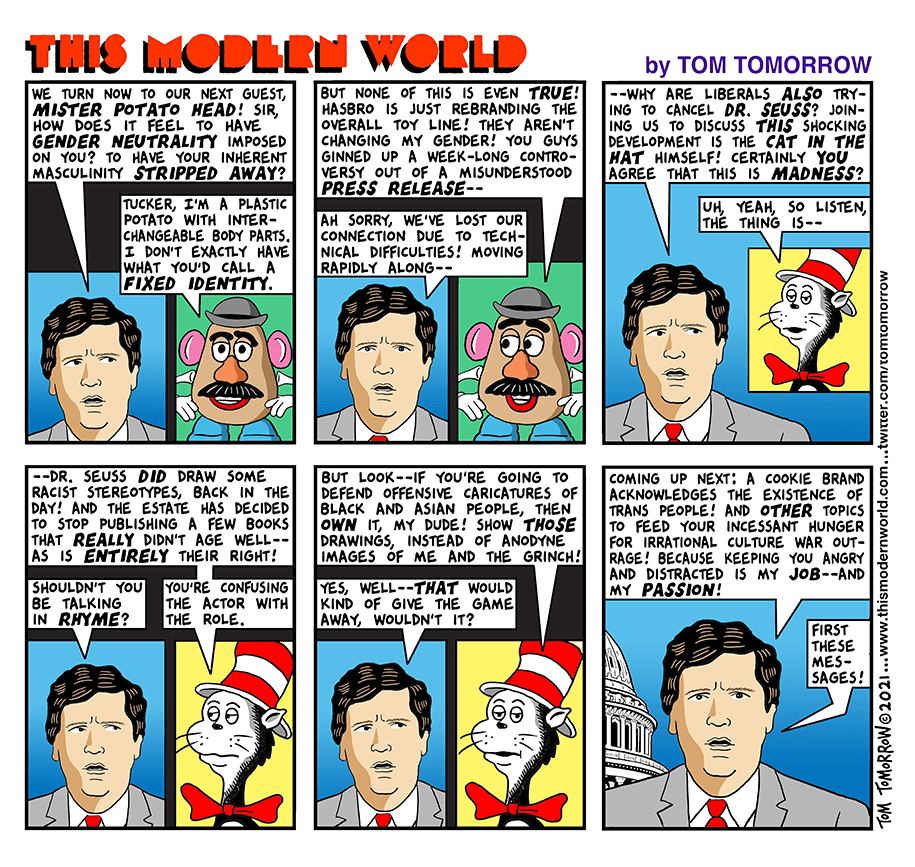 THIS MODERN WORLD
by TOM TOMORROW
WE TURN NOW TO OUR NEXT GUEST,
MISTER POTATO HEAD! SIR,
HOW DOES IT FEEL TO HAVE
GENDER NEUTRALITY IMPOSED
ON YOU? TO HAVE YOUR INHERENT
MASCULINITY STRIPPED AWAY?
TUCKER, I'M A PLASTIC
POTATO WITH INTER-
CHANGEABLE BODY PARTS.
I DON'T EXACTLY HAVE
WHAT YOU'D CALL A
FIXED IDENTITY.
BUT NONE OF THIS IS EVEN TRUE!
HASBRO IS JUST REBRANDING THE
OVERALL TOY LINE! THEY AREN'T
CHANGING MY GENDER! YOU GUYS
GINNED UP A WEEK-LONG CONTRO-
VERSY OUT OF A MISUNDERSTOOD
PRESS RELEASE--
AH SORRY, WE'VE LOST OUR
CONNECTION DUE TO TECH-
NICAL DIFFICULTIES! MOVING
RAPIDLY ALONG--
--WHY ARE LIBERALS ALSO TRY-
ING TO CANCEL DR. SEUSS? JOIN-
ING US TO DISCUSS THIS SHOCKING
DEVELOPMENT IS THE CAT IN THE
HAT HIMSELF! CERTAINLY YOU
AGREE THAT THIS IS MADNESS?
UH, YEAH, SO LISTEN,
THE THING IS--
--DR. SEUSS DID DRAW SOME
RACIST STEREOTYPES, BACK IN THE
DAY! AND THE ESTATE HAS DECIDED
TO STOP PUBLISHING A FEW BOOKS
THAT REALLY DIDN'T AGE WELL--
AS IS ENTIRELY THEIR RIGHT!
SHOULDN'T YOU
BE TALKING
IN RHYME?
YOU'RE CONFUSING
THE ACTOR WITH
THE ROLE.
BUT LOOK--IF YOU'RE GOING TO
DEFEND OFFENSIVE CARICATURES OF
BLACK AND ASIAN PEOPLE, THEN
OWN IT, MY DUDE! SHOW THOSE
DRAWINGS, INSTEAD OF ANODYNE
IMAGES OF ME AND THE GRINCH!
YES, WELL--THAT WOULD
KIND OF GIVE THE GAME
AWAY, WOULDN'T IT?
COMING UP NEXT: A COOKIE BRAND
ACKNOWLEDGES THE EXISTENCE OF
TRANS PEOPLE! AND OTHER TOPICS
TO FEED YOUR INCESSANT HUNGER
FOR IRRATIONAL CULTURE WAR OUT-
RAGE! BECAUSE KEEPING YOU ANGRY
AND DISTRACTED IS MY JOB--AND
MY PASSION!
FIRST
THESE
MES-
SAGES!
TOM TOMORROW©2021...www.thismodernworld.com...twitter.com/tomtomorrow